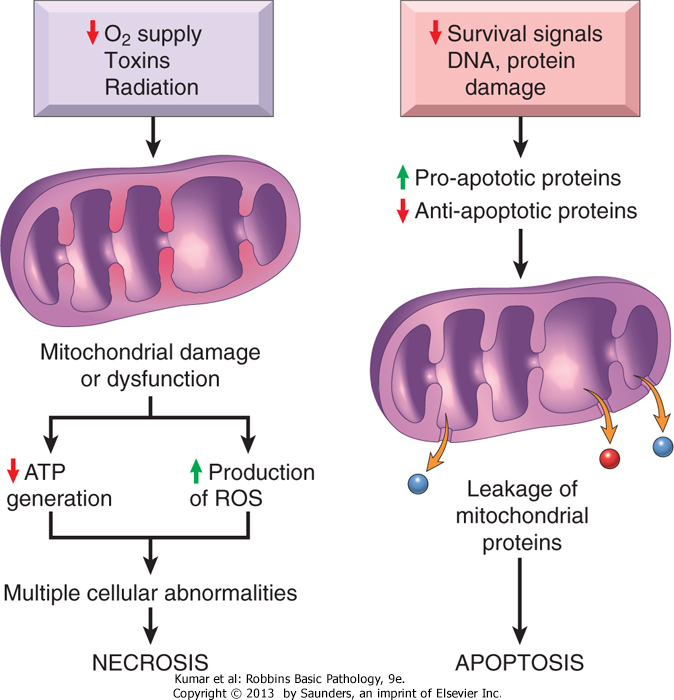 ↓ O2 supply
Toxins
Radiation
Mitochondrial damage
or dysfunction
↓ ATP
generation
↑ Production
of ROS
Multiple cellular abnormalities
NECROSIS
↓ Survival signals
DNA, protein
damage
↑ Pro-apototic proteins
↓ Anti-apoptotic proteins
Leakage of
mitochondrial
proteins
APOPTOSIS
Kumar et al: Robbins Basic Pathology, 9e.
Copyright © 2013 by Saunders, an imprint of Elsevier Inc.